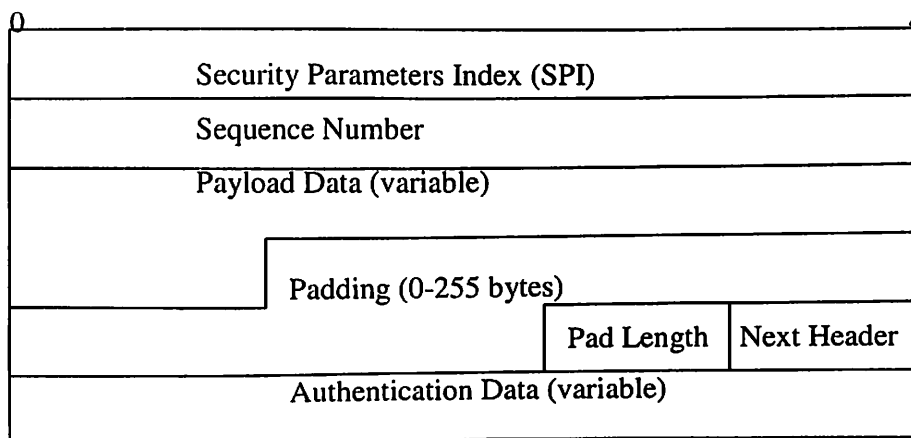 0
Security Parameters Index (SPI)
Sequence Number
Payload Data (variable)
Padding (0-255 bytes)
Pad Length Next Header
Authentication Data (variable)